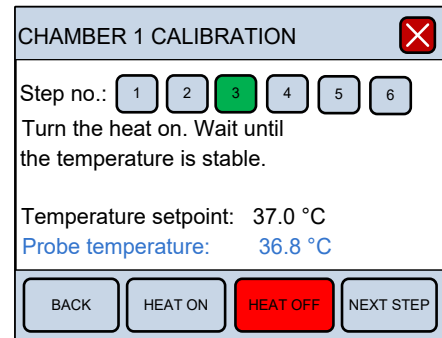 CHAMBER 1 CALIBRATION
Step no.: 1 2 3 4 5 6
Turn the heat on. Wait until
the temperature is stable.
Temperature setpoint: 37.0 °C
Probe temperature: 36.8 °C
BACK HEAT ON HEAT OFF NEXT STEP